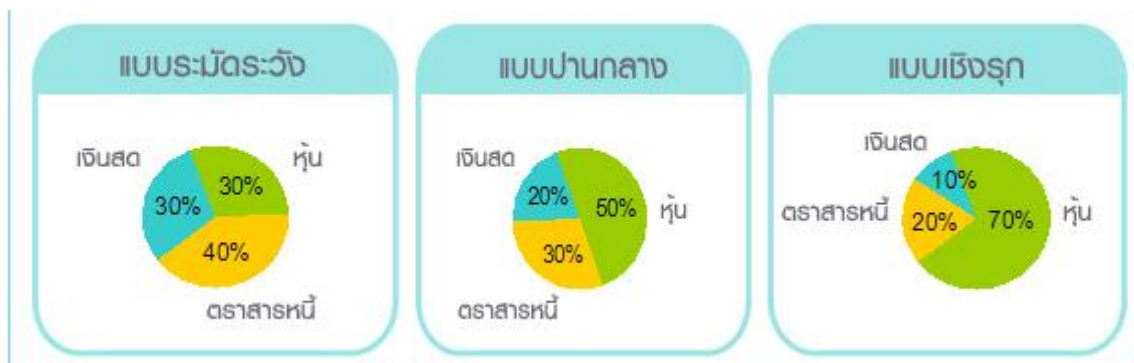 แบบระมัดระวัง
เงินสด
หุ้น
30%
30%
40%
ตราสารหนี้
แบบปานกลาง
เงินสด
20%
50%
หุ้น
30%
ตราสารหนี้
แบบเชิงรุก
เงินสด
10%
ตราสารหนี้
20%
70%
หุ้น